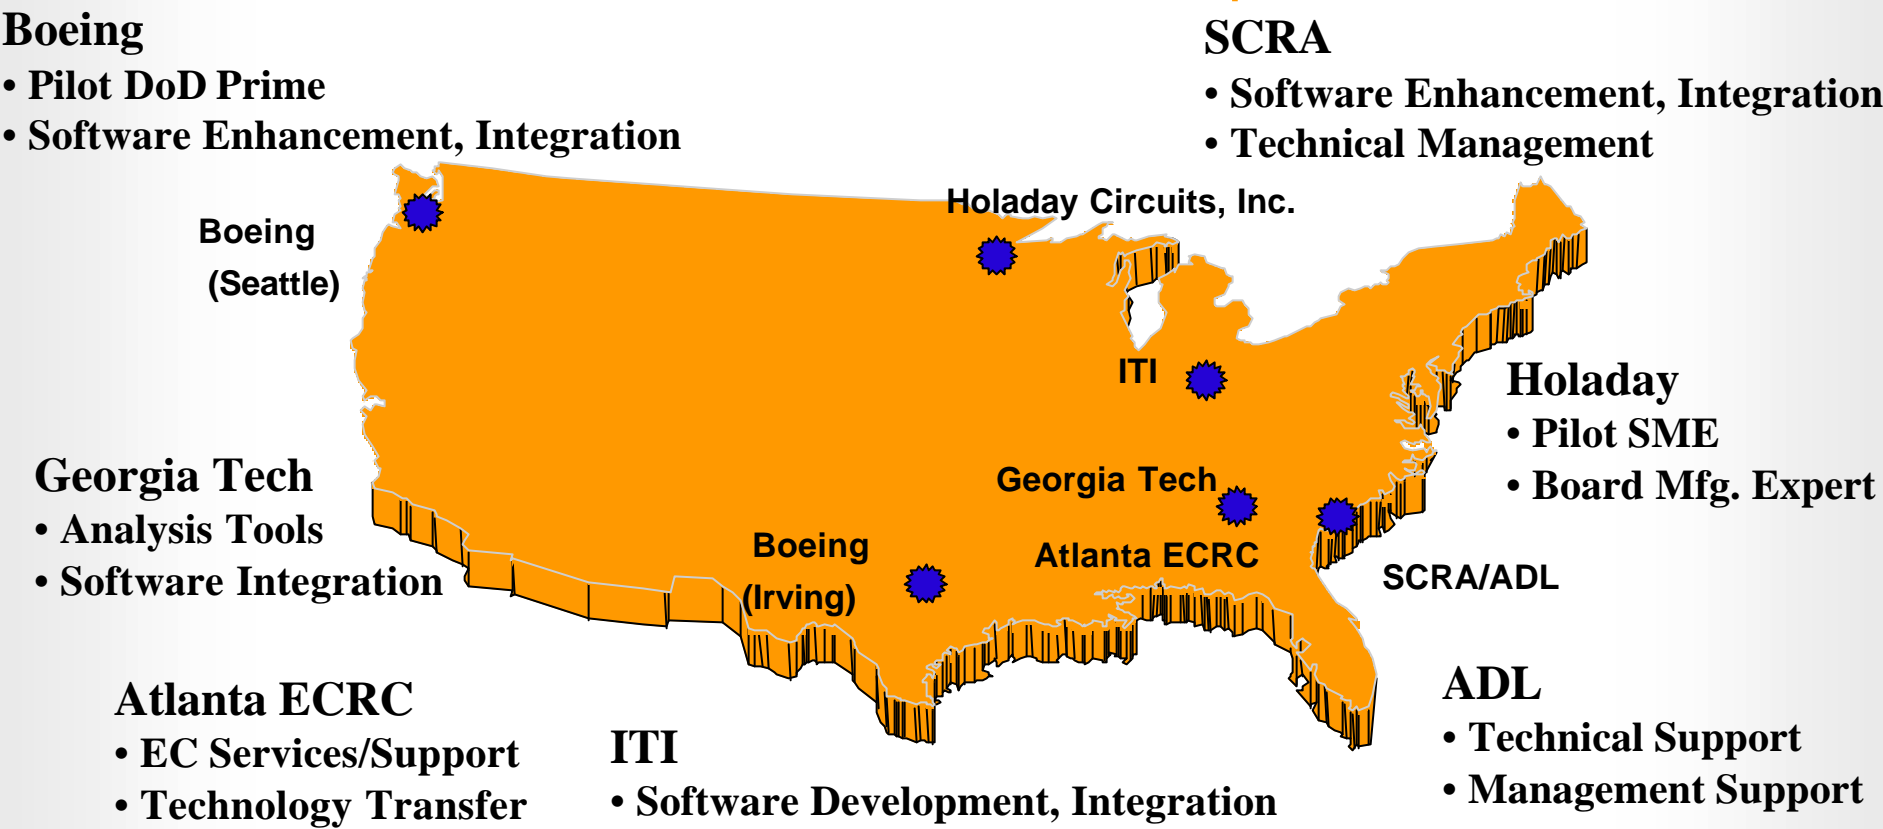 Boeing
• Pilot DoD Prime
• Software Enhancement, Integration
SCRA
• Software Enhancement, Integration
• Technical Management
Holaday Circuits, Inc.
Boeing
(Seattle)
ITI
Holaday
• Pilot SME
• Board Mfg. Expert
Georgia Tech
• Analysis Tools
• Software Integration
Georgia Tech
Boeing
(Irving)
Atlanta ECRC
SCRA/ADL
Atlanta ECRC
• EC Services/Support
• Technology Transfer
ITI
• Software Development, Integration
ADL
• Technical Support
• Management Support